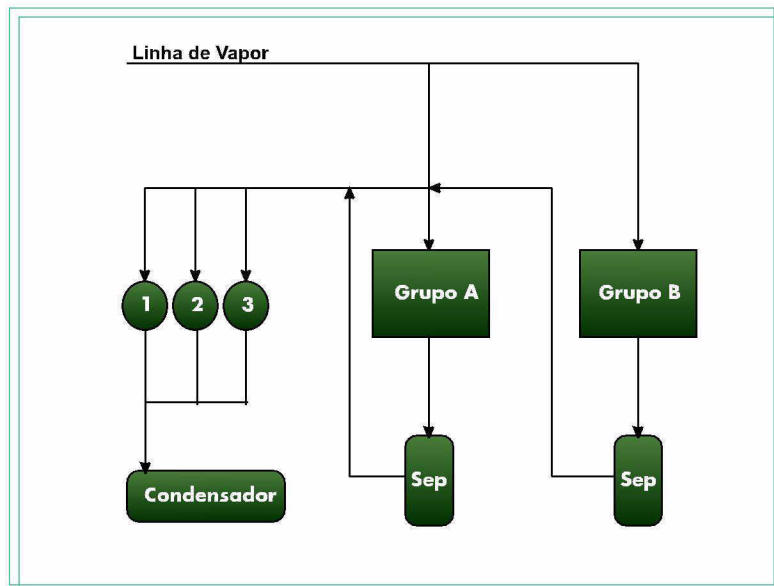 Linha de Vapor
Grupo A
Grupo B
1
2
3
Sep
Sep
Condensador